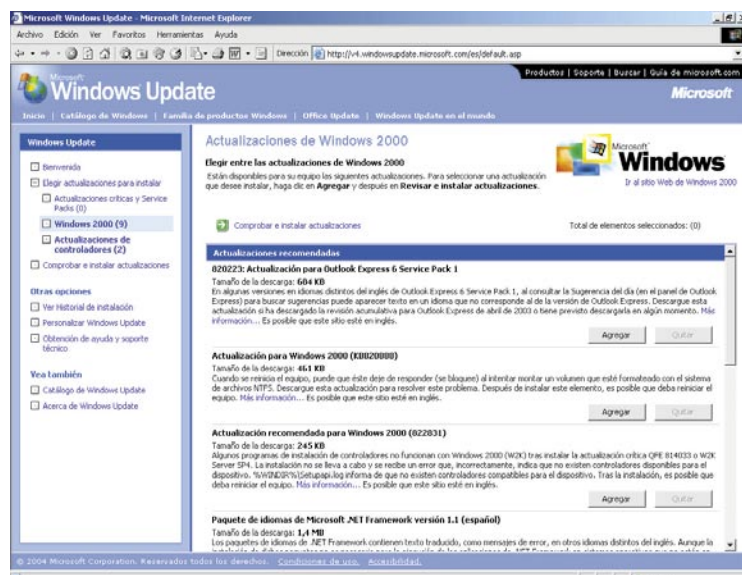 Microsoft Windows Update - Microsoft Internet Explorer
Archivo Edición Ver Favoritos Herramientas Ayuda
Dirección http://v4.windowsupdate.microsoft.com/es/default.asp
Productos | Soporte | Buscar | Guía de microsoft.com
Microsoft
Windows Update
Microsoft
Inicio | Catálogo de Windows | Familia de productos Windows | Office Update | Windows Update en el mundo
Windows Update
Bienvenida
Elegir actualizaciones para instalar
Actualizaciones críticas y Service
Packs (0)
Windows 2000 (9)
Actualizaciones de
controladores (2)
Comprobar e instalar actualizaciones
Otras opciones
Ver Historial de instalación
Personalizar Windows Update
Obtención de ayuda y soporte
técnico
Vea también
Catálogo de Windows Update
Acerca de Windows Update
Actualizaciones de Windows 2000
Elegir entre las actualizaciones de Windows 2000
Están disponibles para su equipo las siguientes actualizaciones. Para seleccionar una actualización
que desee instalar, haga clic en Agregar y después en Revisar e instalar actualizaciones.
Microsoft
Windows
Ir al sitio Web de Windows 2000
Comprobar e instalar actualizaciones
Total de elementos seleccionados: (0)
Actualizaciones recomendadas
820223: Actualización para Outlook Express 6 Service Pack 1
Tamaño de la descarga: 604 KB
En algunas versiones en idiomas distintos del inglés de Outlook Express 6 Service Pack 1, al consultar la Sugerencia del día (en el panel de Outlook
Express) para buscar sugerencias puede aparecer texto en un idioma que no corresponde al de la versión de Outlook Express. Descargue esta
actualización si ha descargado la revisión acumulativa para Outlook Express de abril de 2003 o tiene previsto descargarla en algún momento. Más
información... Es posible que este sitio esté en inglés.
Agregar Quitar
Actualización para Windows 2000 (KB820888)
Tamaño de la descarga: 461 KB
Cuando se reinicia el equipo, puede que éste deje de responder (se bloquee) al intentar montar un volumen que esté formateado con el sistema
de archivos NTFS. Descargue esta actualización para resolver este problema. Después de instalar este elemento, es posible que deba reiniciar el
equipo. Más información... Es posible que este sitio esté en inglés.
Agregar Quitar
Actualización recomendada para Windows 2000 (822831)
Tamaño de la descarga: 245 KB
Algunos programas de instalación de controladores no funcionan con Windows 2000 (W2K) tras instalar la actualización crítica QFE 814033 o W2K
Server SP4. La instalación no se lleva a cabo y se recibe un error que, incorrectamente, indica que no existen controladores disponibles para el
dispositivo. %WINDIR%\Setupapi.log informa de que no existen controladores compatibles para el dispositivo. Tras la instalación, es posible que
deba reiniciar el equipo. Más información... Es posible que este sitio esté en inglés.
Agregar Quitar
Paquete de idiomas de Microsoft .NET Framework versión 1.1 (español)
Tamaño de la descarga: 1,4 MB
Los paquetes de idiomas de .NET Framework contienen texto traducido, como mensajes de error, en otros idiomas distintos del inglés. Aunque la
© 2004 Microsoft Corporation. Reservados todos los derechos. Condiciones de uso. Accesibilidad.